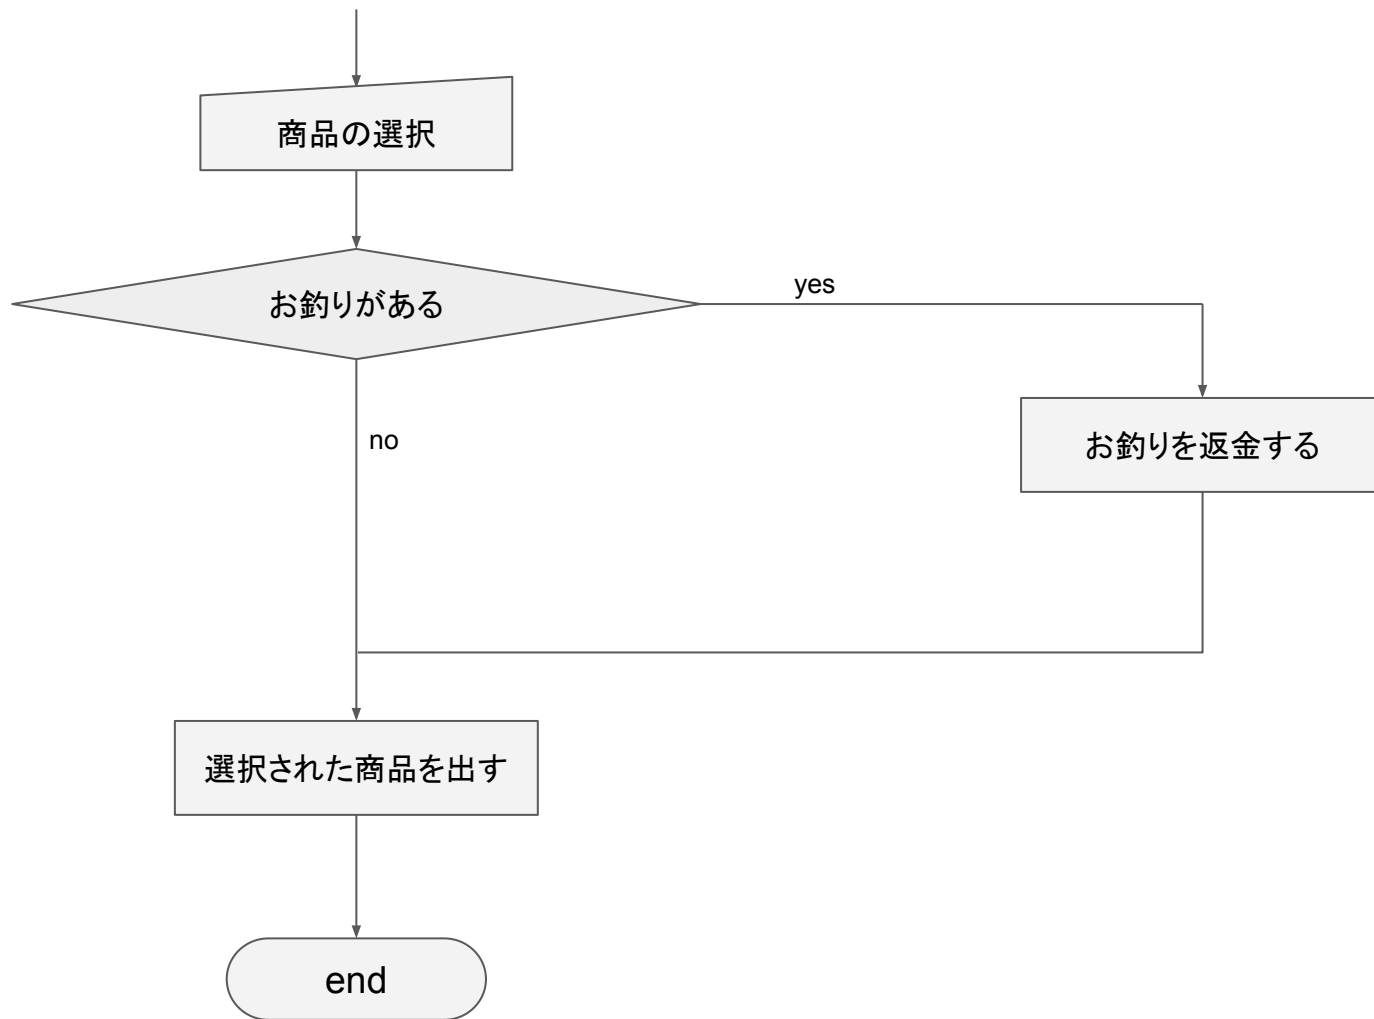 商品の選択
お釣りがある
yes
no
お釣りを返金する
選択された商品を出す
end